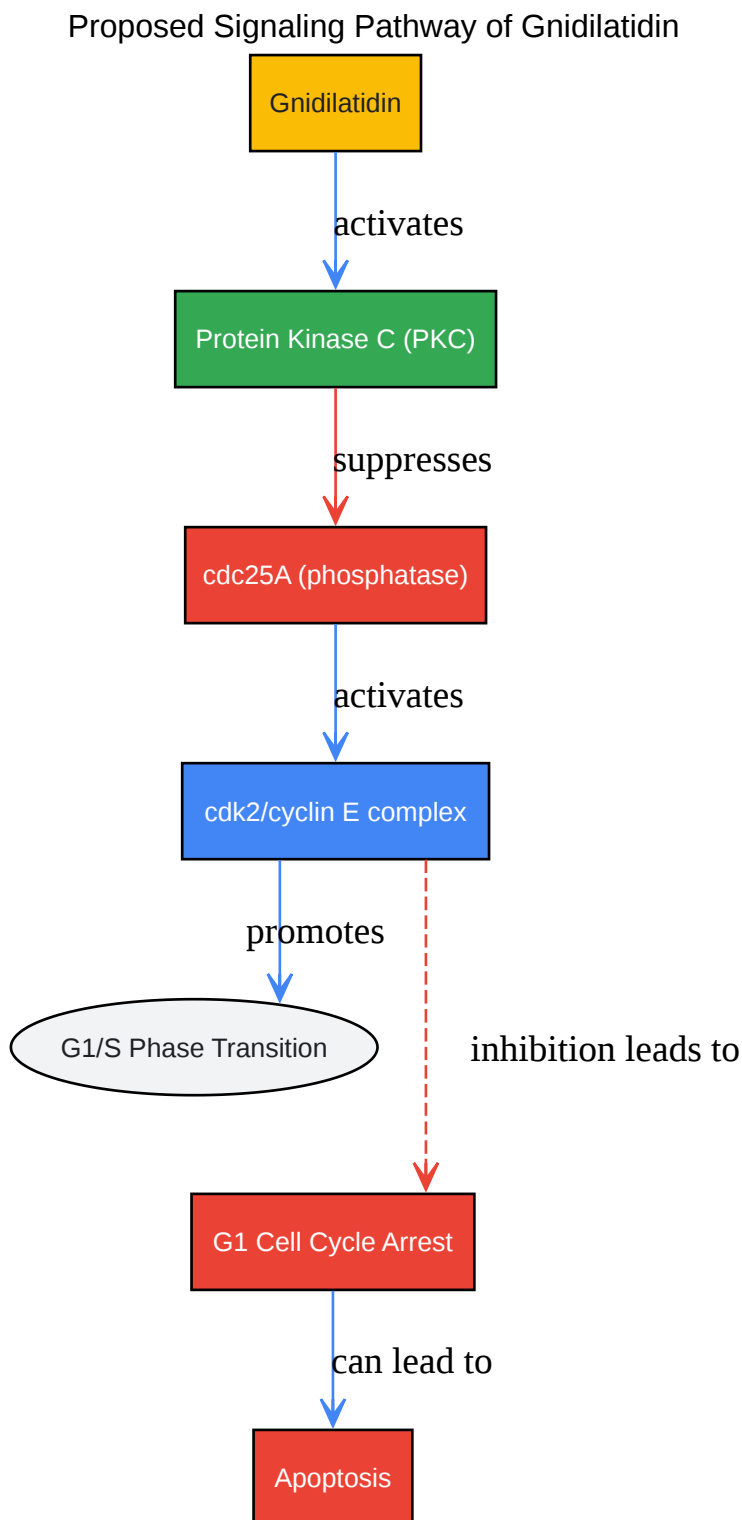 Proposed Signaling Pathway of Gnidilatidin
Gnidilatidin
activates
Protein Kinase C (PKC)
suppresses
cdc25A (phosphatase)
activates
cdk2/cyclin E complex
promotes
G1/S Phase Transition
inhibition leads to
G1 Cell Cycle Arrest
can lead to
Apoptosis